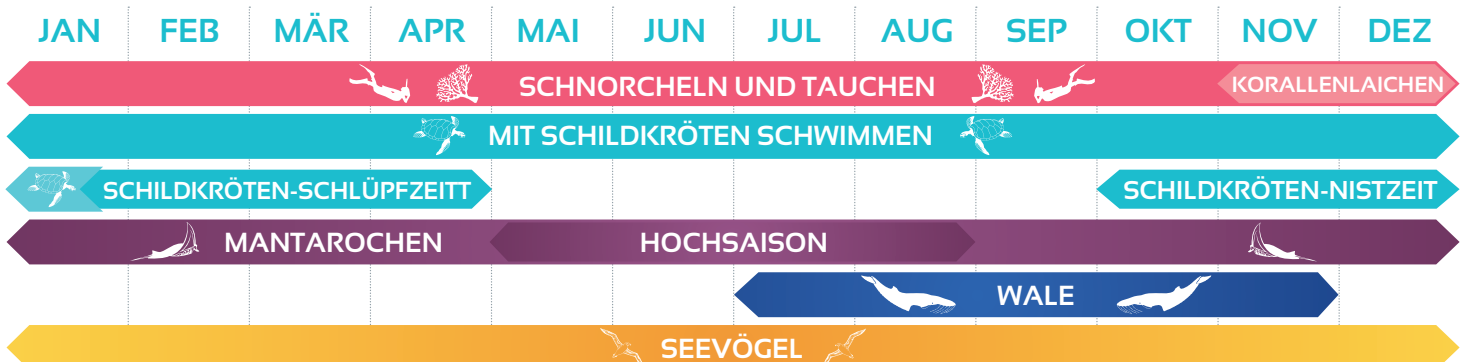 JAN FEB MÄR APR MAI JUN JUL AUG SEP OKT NOV DEZ
SCHNORCHELN UND TAUCHEN KORALLENLAICHEN
MIT SCHILDKRÖTEN SCHWIMMEN
SCHILDKRÖTEN-SCHLÜPFZEITT SCHILDKRÖTEN-NISTZEIT
MANTAROCHEN HOCHSAISON
WALE
SEEVÖGEL